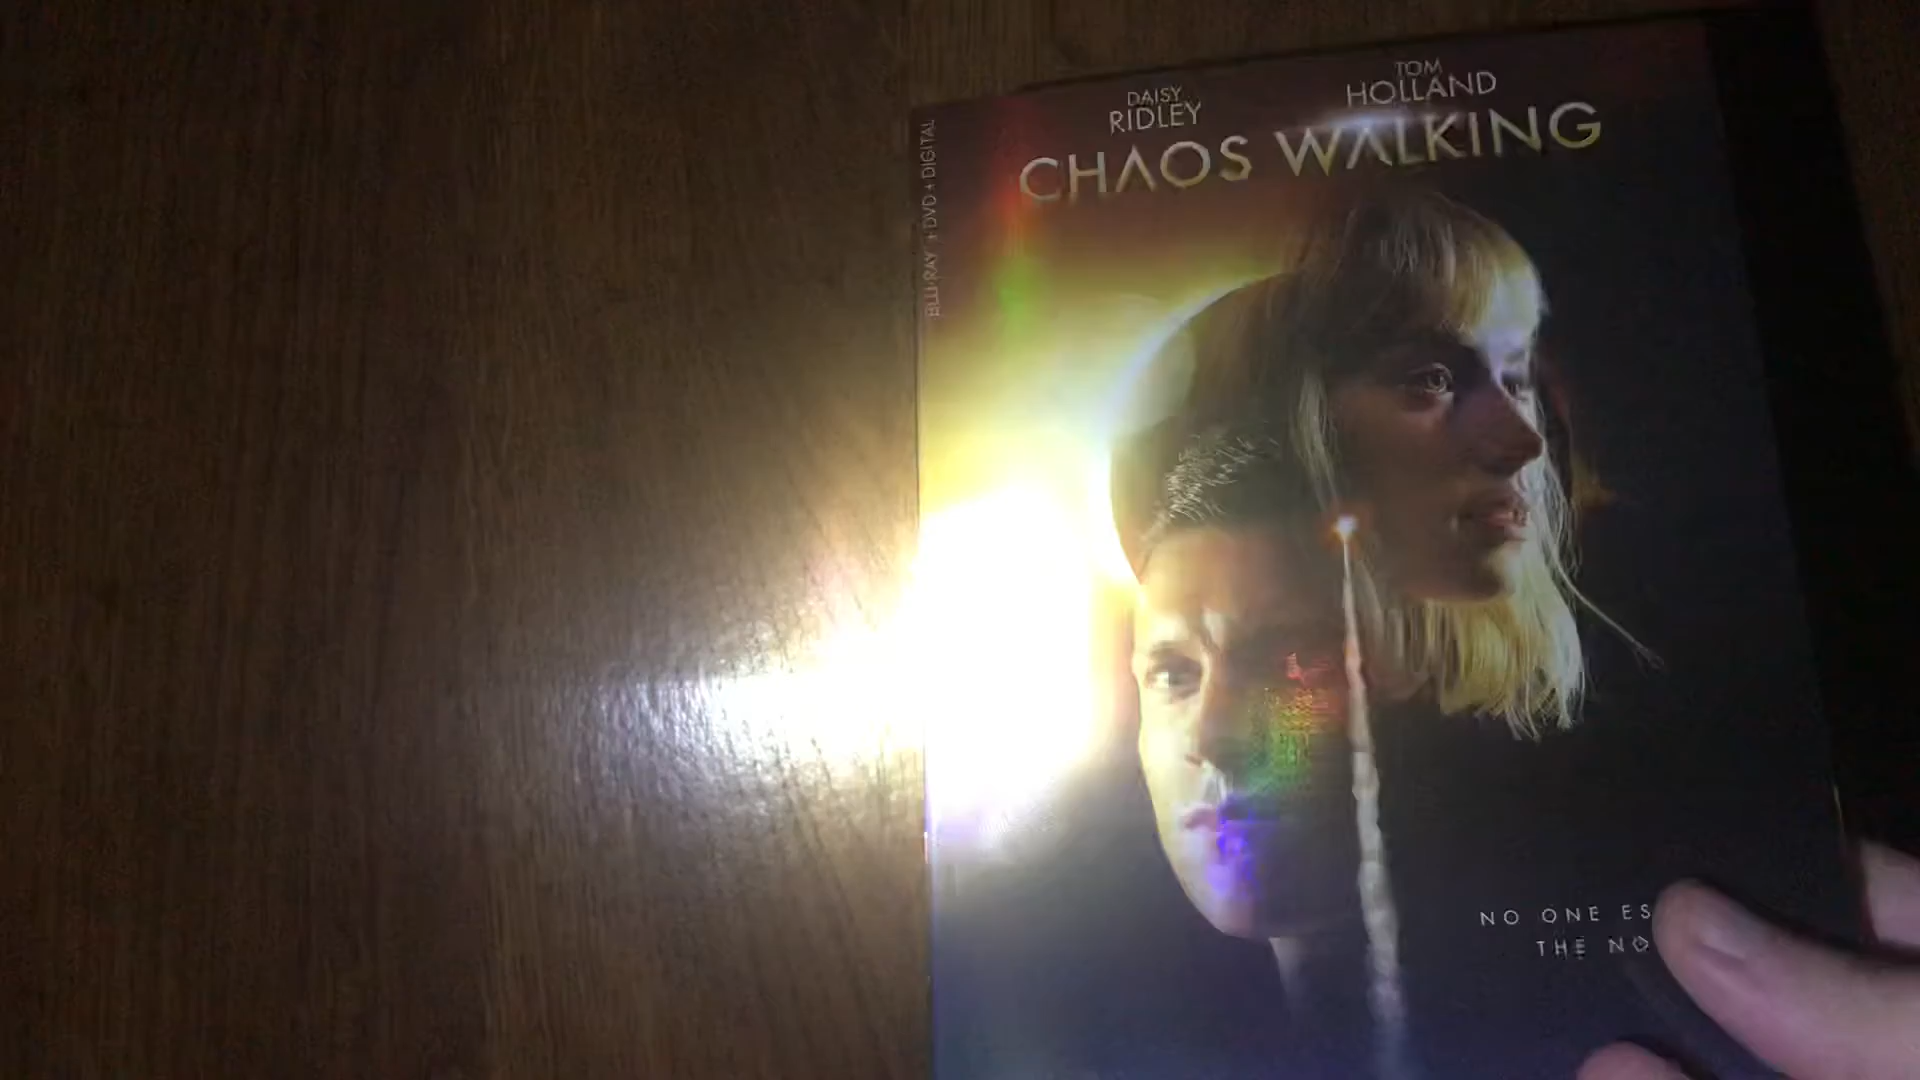 DAISY
RIDLEY
TOM
HOLLAND
CHAOS WALKING
BLU-RAY + DVD + DIGITAL
NO ONE ES
THE NO